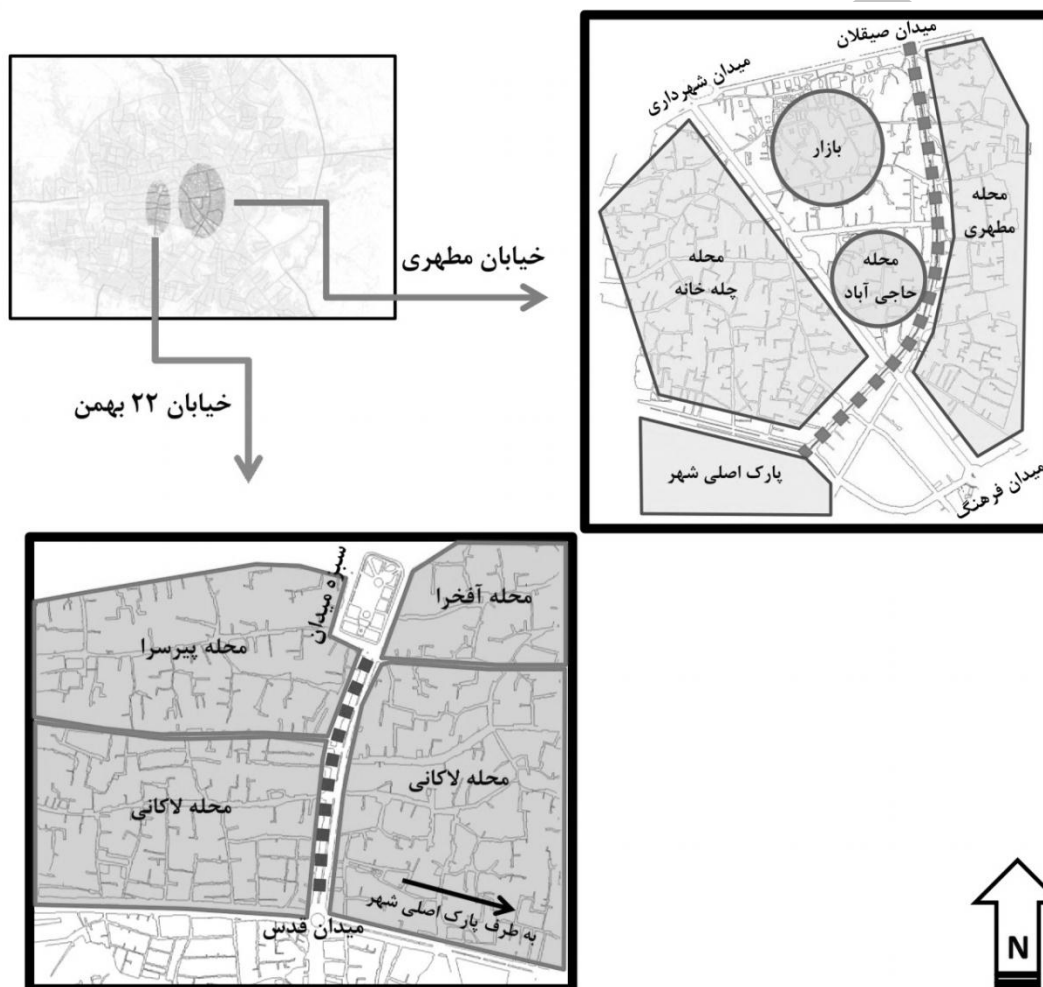 میدان صیقلان
میدان شهرداری
بازار
محله
مطهری
محله
حاجی آباد
محله
چله خانه
پارک اصلی شهر
میدان فرهنگ
خیابان مطهری
خیابان ۲۲ بهمن
سبزه میدان
محله آفخرا
محله پیرسرا
محله لاکانی
محله لاکانی
به طرف پارک اصلی شهر
میدان قدس
N